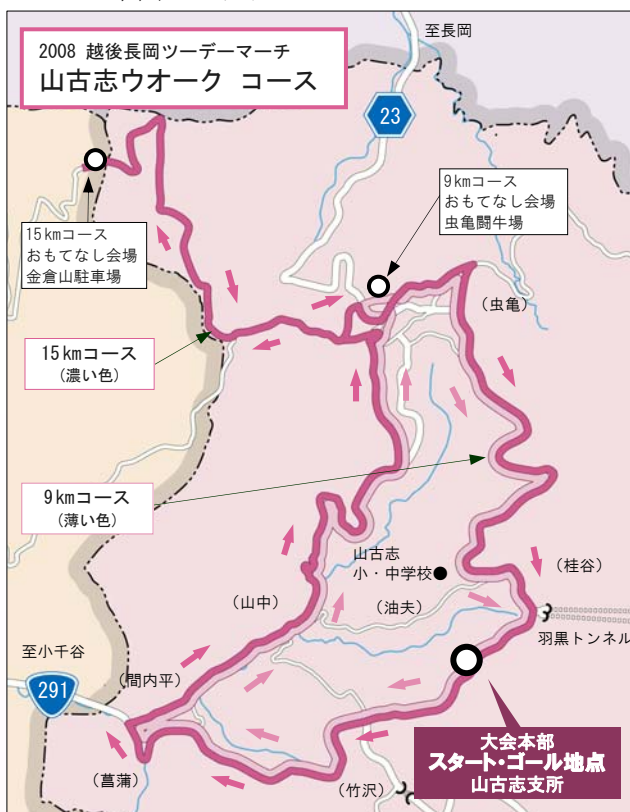 2008 越後長岡ツーデーマーチ
山古志ウオーク コース
至長岡
23
9kmコース
おもてなし会場
虫亀闘牛場
15kmコース
おもてなし会場
金倉山駐車場
(虫亀)
15kmコース
(濃い色)
9kmコース
(薄い色)
山古志
小・中学校
(桂谷)
(山中)
(油夫)
羽黒トンネル
至小千谷
(間内平)
291
大会本部
スタート・ゴール地点
山古志支所
(菖蒲)
(竹沢)